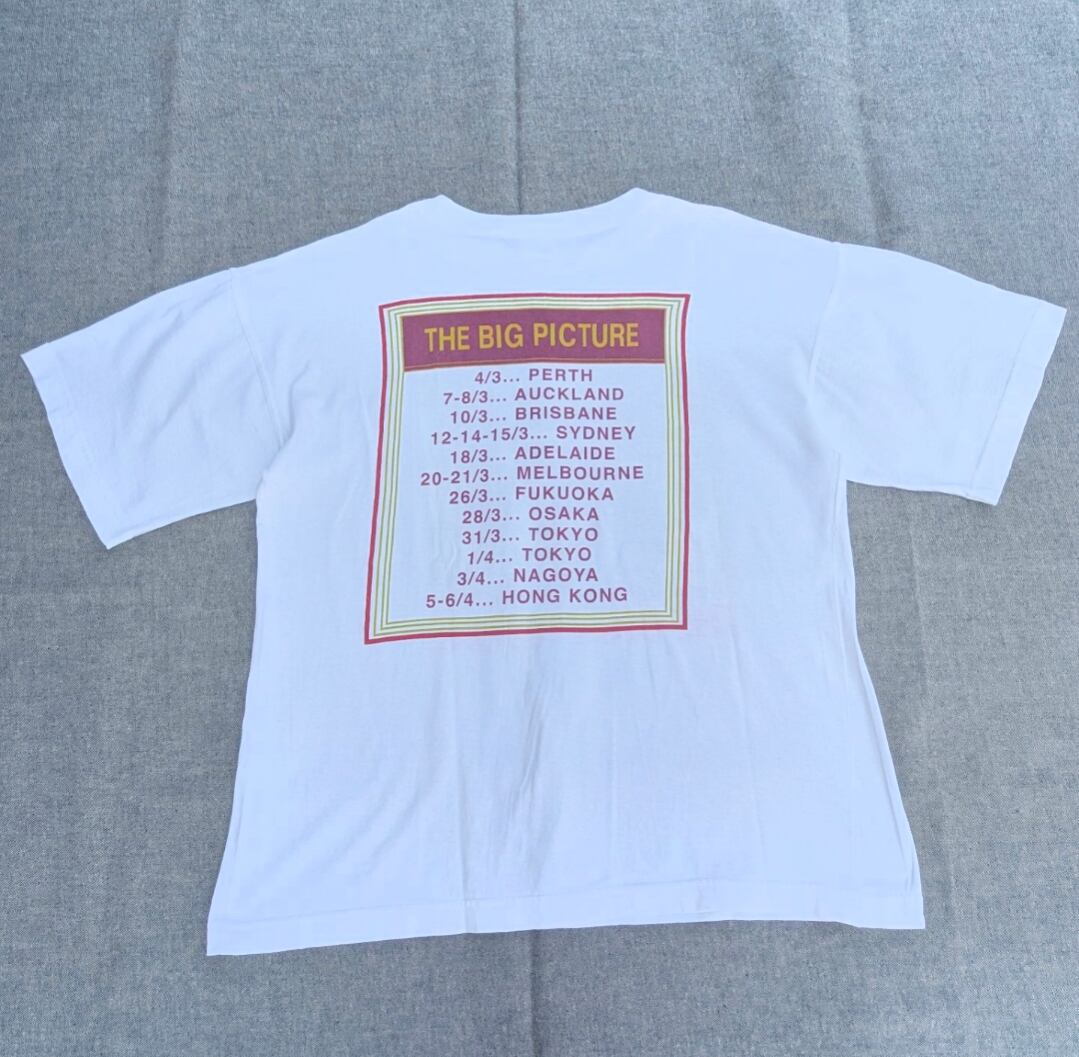 THE BIG PICTURE
4/3... PERTH
7-8/3... AUCKLAND
10/3... BRISBANE
12-14-15/3... SYDNEY
18/3... ADELAIDE
20-21/3... MELBOURNE
26/3... FUKUOKA
28/3... OSAKA
31/3... TOKYO
1/4... TOKYO
3/4... NAGOYA
5-6/4... HONG KONG